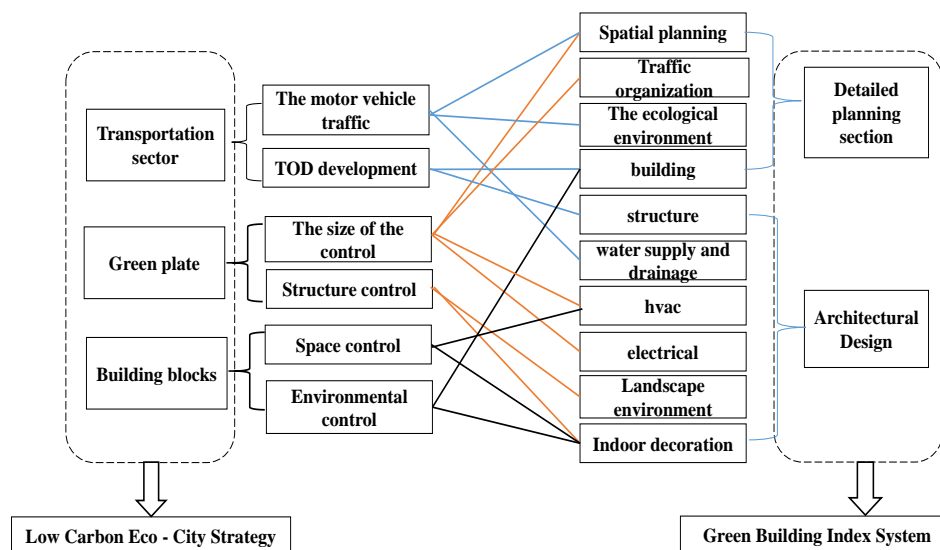 Transportation
sector
Green plate
Building blocks
Low Carbon Eco - City Strategy
The motor vehicle
traffic
TOD development
The size of the
control
Structure control
Space control
Environmental
control
Spatial planning
Traffic
organization
The ecological
environment
building
structure
water supply and
drainage
hvac
electrical
Landscape
environment
Indoor decoration
Detailed
planning
section
Architectural
Design
Green Building Index System